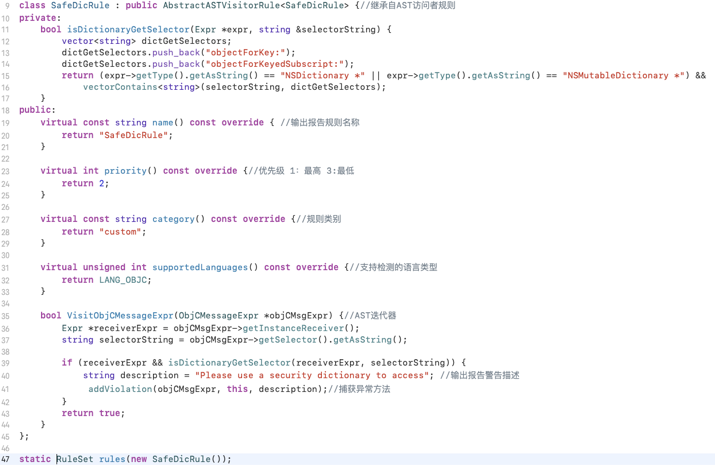 9 class SafeDicRule : public AbstractASTVisitorRule<SafeDicRule> {//继承自AST访问者规则
10 private:
11     bool isDictionaryGetSelector(Expr *expr, string &selectorString) {
12         vector<string> dictGetSelectors;
13         dictGetSelectors.push_back("objectForKey:");
14         dictGetSelectors.push_back("objectForKeyedSubscript:");
15         return (expr->getType().getAsString() == "NSDictionary *" || expr->getType().getAsString() == "NSMutableDictionary *") &&
16             vectorContains<string>(selectorString, dictGetSelectors);
17     }
18 public:
19     virtual const string name() const override { //输出报告规则名称
20         return "SafeDicRule";
21     }
22
23     virtual int priority() const override {//优先级 1：最高 3:最低
24         return 2;
25     }
26
27     virtual const string category() const override {//规则类别
28         return "custom";
29     }
30
31     virtual unsigned int supportedLanguages() const override {//支持检测的语言类型
32         return LANG_OBJC;
33     }
34
35     bool VisitObjCMessageExpr(ObjCMessageExpr *objCMsgExpr) {//AST迭代器
36         Expr *receiverExpr = objCMsgExpr->getInstanceReceiver();
37         string selectorString = objCMsgExpr->getSelector().getAsString();
38
39         if (receiverExpr && isDictionaryGetSelector(receiverExpr, selectorString)) {
40             string description = "Please use a security dictionary to access"; //输出报告警告描述
41              addViolation(objCMsgExpr, this, description);//捕获异常方法
42         }
43         return true;
44     }
45 };
46
47 static RuleSet rules(new SafeDicRule());